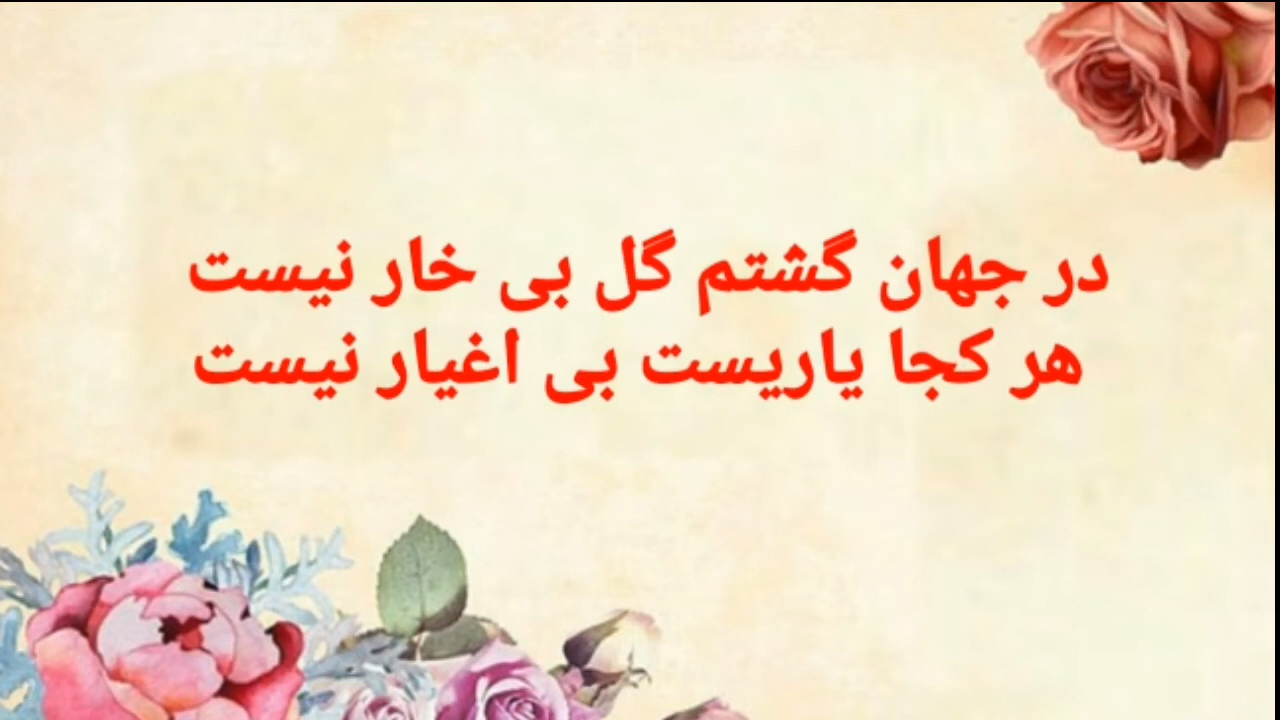 در جهان گشتم گل بی خار نیست
هر کجا یاریست بی اغیار نیست